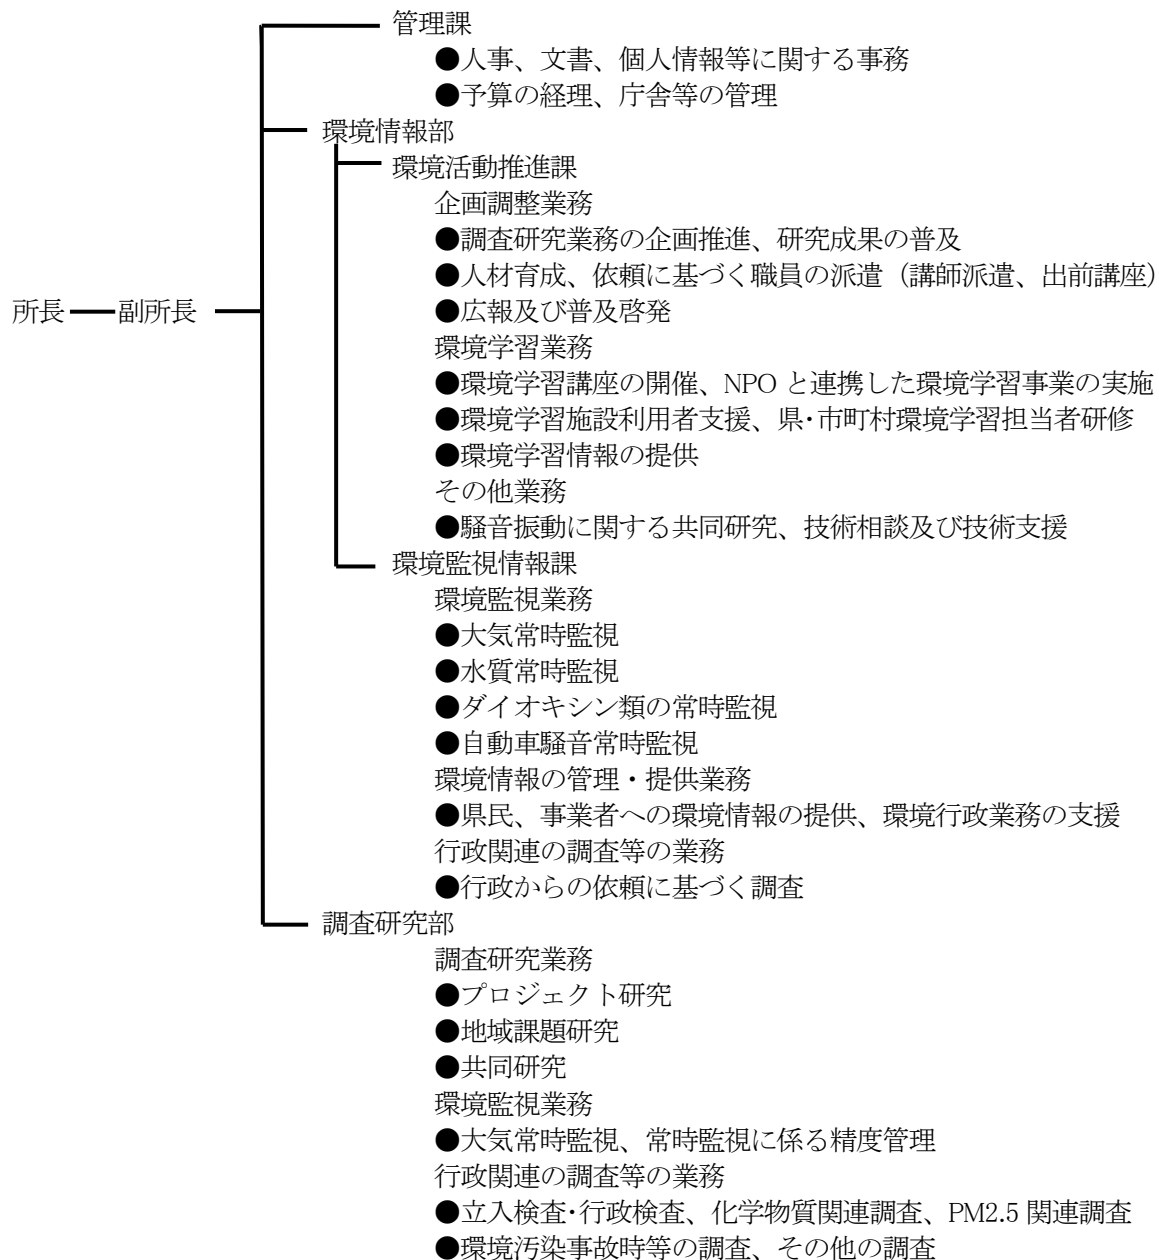 管理課
●人事、文書、個人情報等に関する事務
●予算の経理、庁舎等の管理
環境情報部
環境活動推進課
企画調整業務
●調査研究業務の企画推進、研究成果の普及
●人材育成、依頼に基づく職員の派遣（講師派遣、出前講座）
所長 副所長
●広報及び普及啓発
環境学習業務
●環境学習講座の開催、NPO と連携した環境学習事業の実施
●環境学習施設利用者支援、県・市町村環境学習担当者研修
●環境学習情報の提供
その他業務
●騒音振動に関する共同研究、技術相談及び技術支援
環境監視情報課
環境監視業務
●大気常時監視
●水質常時監視
●ダイオキシン類の常時監視
●自動車騒音常時監視
環境情報の管理・提供業務
●県民、事業者への環境情報の提供、環境行政業務の支援
行政関連の調査等の業務
●行政からの依頼に基づく調査
調査研究部
調査研究業務
●プロジェクト研究
●地域課題研究
●共同研究
環境監視業務
●大気常時監視、常時監視に係る精度管理
行政関連の調査等の業務
●立入検査・行政検査、化学物質関連調査、PM2.5 関連調査
●環境汚染事故時等の調査、その他の調査